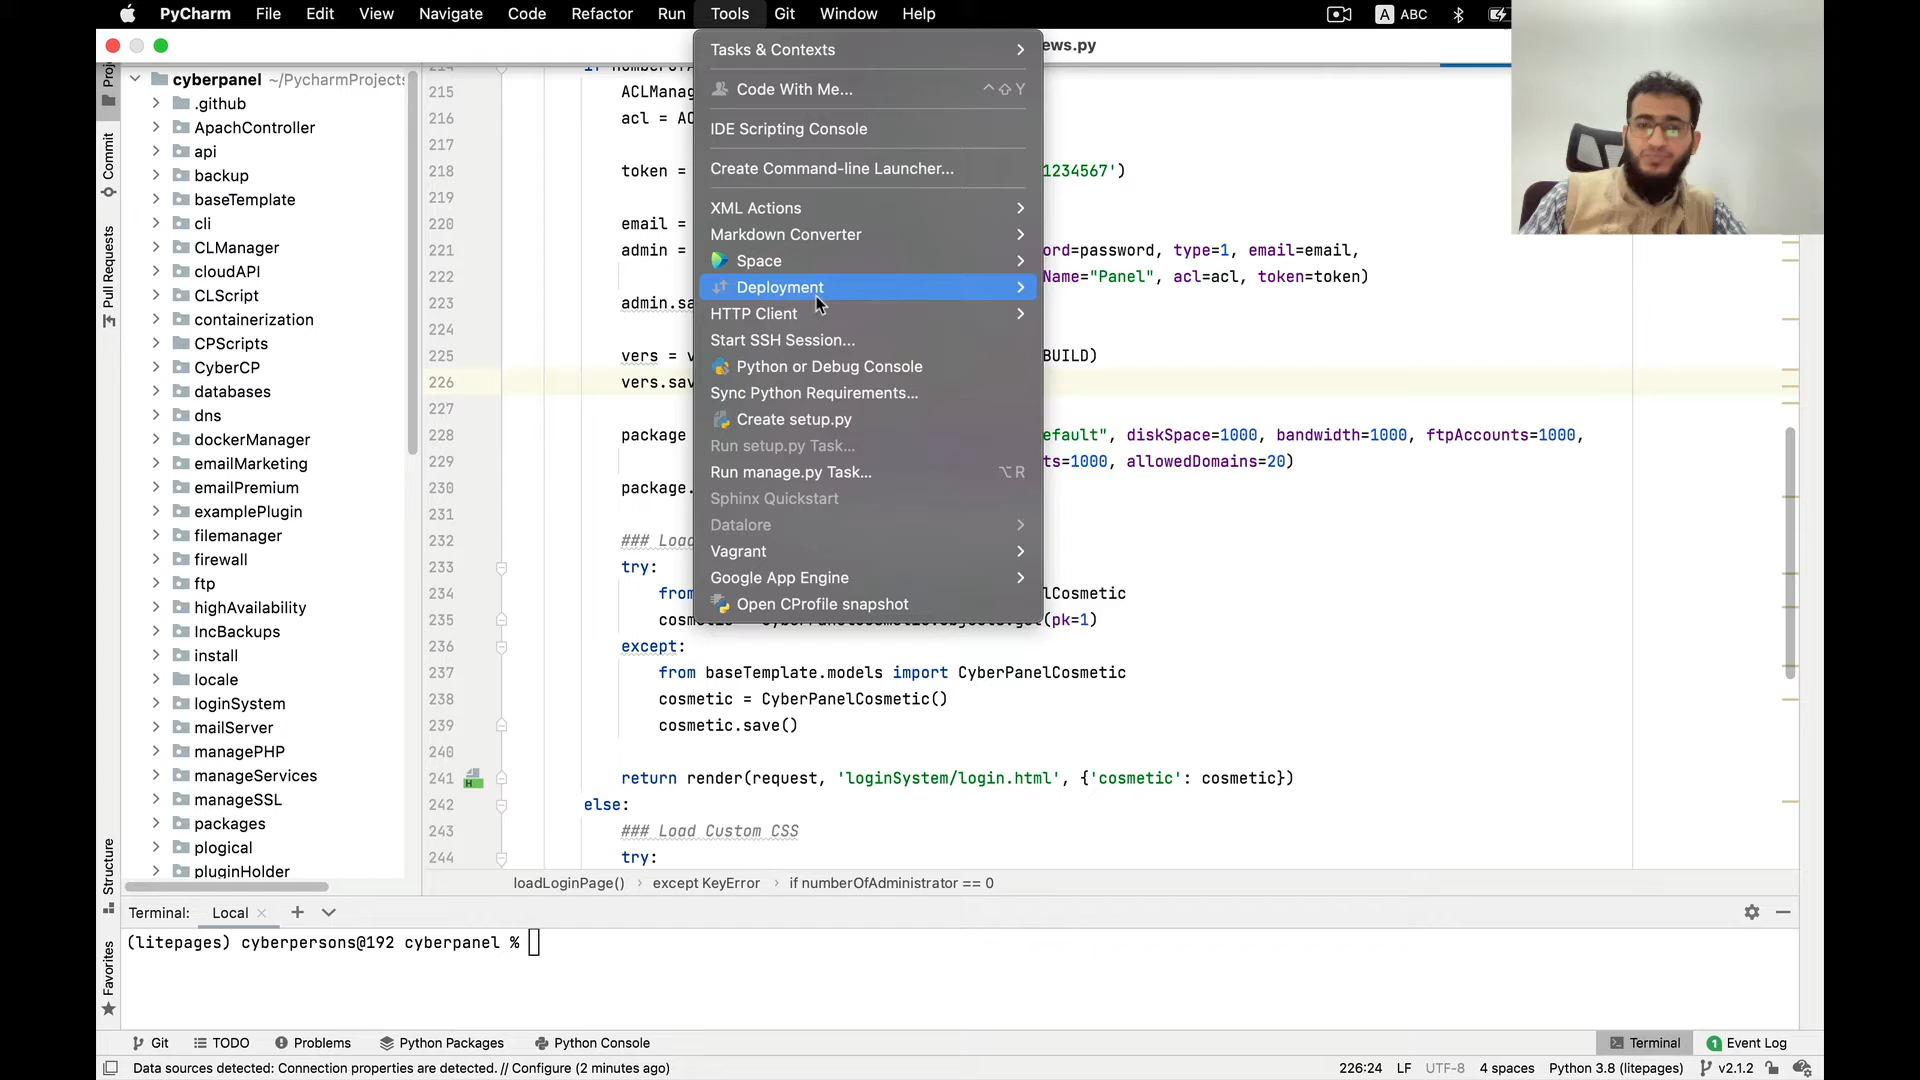 PyCharm File Edit View Navigate Code Refactor Run Tools Git Window Help A ABC
ews.py
Tasks & Contexts
Code With Me... ^⇧Y
IDE Scripting Console
Create Command-line Launcher...
XML Actions
Markdown Converter
Space
Deployment
HTTP Client
Start SSH Session...
Python or Debug Console
Sync Python Requirements...
Create setup.py
Run setup.py Task...
Run manage.py Task... ⌥R
Sphinx Quickstart
Datalore
Vagrant
Google App Engine
Open CProfile snapshot
Commit
Pull Requests
Structure
Favorites
cyberpanel ~/PycharmProjects
.github
ApachController
api
backup
baseTemplate
cli
CLManager
cloudAPI
CLScript
containerization
CPScripts
CyberCP
databases
dns
dockerManager
emailMarketing
emailPremium
examplePlugin
filemanager
firewall
ftp
highAvailability
IncBackups
install
locale
loginSystem
mailServer
managePHP
manageServices
manageSSL
packages
plogical
pluginHolder
215 ACLManag
216 acl = AC
217
218 token = 1234567')
219
220 email =
221 admin = ord=password, type=1, email=email,
222 Name="Panel", acl=acl, token=token)
223 admin.sa
224
225 vers = v BUILD)
226 vers.sav
227
228 package efault", diskSpace=1000, bandwidth=1000, ftpAccounts=1000,
229 ts=1000, allowedDomains=20)
230 package.
231
232 ### Loa
233 try:
234 from lCosmetic
235 cosm (pk=1)
236 except:
237 from baseTemplate.models import CyberPanelCosmetic
238 cosmetic = CyberPanelCosmetic()
239 cosmetic.save()
240
241 return render(request, 'loginSystem/login.html', {'cosmetic': cosmetic})
242 else:
243 ### Load Custom CSS
244 try:
loadLoginPage() › except KeyError › if numberOfAdministrator == 0
Terminal: Local
(litepages) cyberpersons@192 cyberpanel %
Git TODO Problems Python Packages Python Console Terminal 1 Event Log
Data sources detected: Connection properties are detected. // Configure (2 minutes ago) 226:24 LF UTF-8 4 spaces Python 3.8 (litepages) v2.1.2